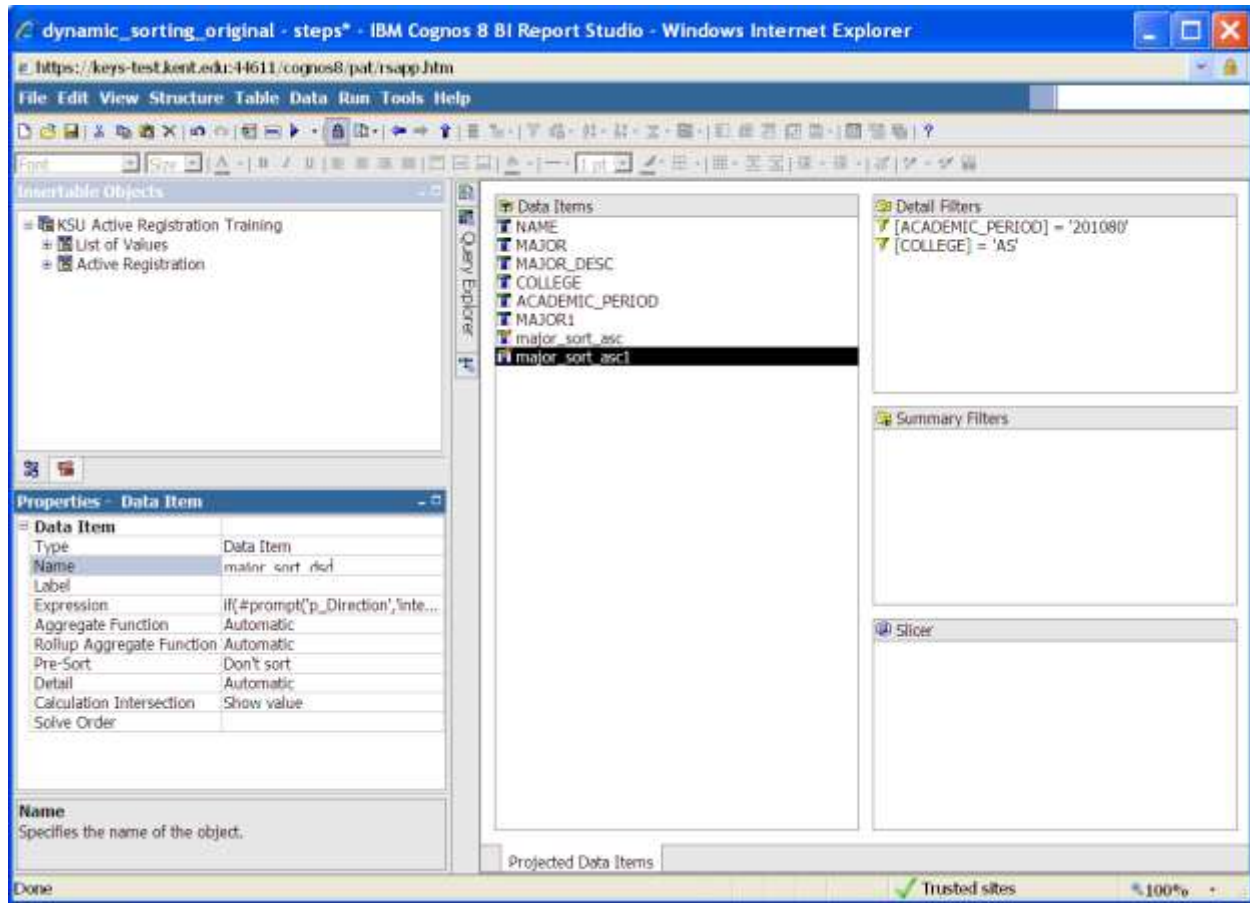 dynamic_sorting_original - steps* - IBM Cognos 8 BI Report Studio - Windows Internet Explorer
https://keys-test.kent.edu:44611/cognos8/pat/rsapp.htm
File Edit View Structure Table Data Run Tools Help
Font Size 1 pt
Insertable Objects
KSU Active Registration Training
List of Values
Active Registration
Query Explorer
Data Items
NAME
MAJOR
MAJOR_DESC
COLLEGE
ACADEMIC_PERIOD
MAJOR1
major_sort_asc
major_sort_asc1
Detail Filters
[ACADEMIC_PERIOD] = '201080'
[COLLEGE] = 'AS'
Summary Filters
Slicer
Properties - Data Item
Data Item
Type Data Item
Name major_sort_dsd
Label
Expression if(#prompt('p_Direction','inte...
Aggregate Function Automatic
Rollup Aggregate Function Automatic
Pre-Sort Don't sort
Detail Automatic
Calculation Intersection Show value
Solve Order
Name
Specifies the name of the object.
Projected Data Items
Done Trusted sites 100%